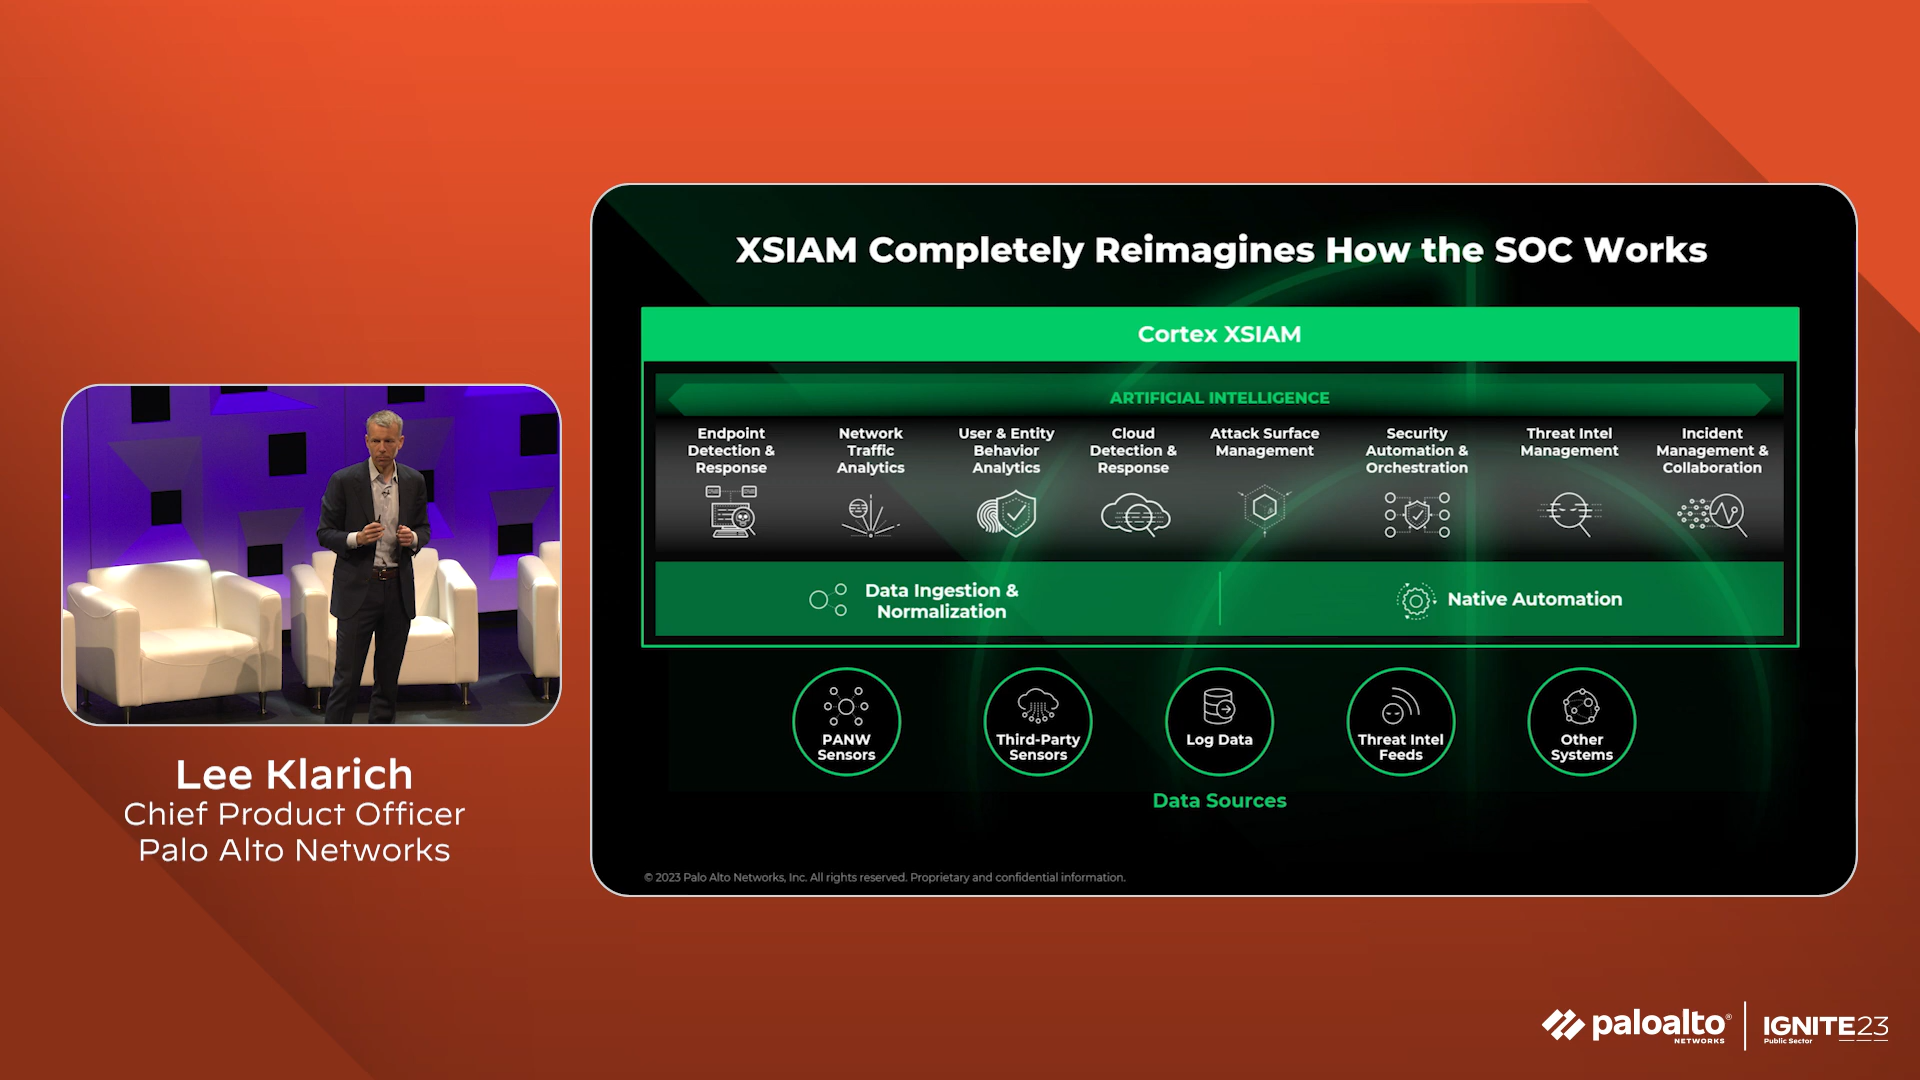 XSIAM Completely Reimagines How the SOC Works
Cortex XSIAM
ARTIFICIAL INTELLIGENCE
Endpoint
Detection &
Response
Network
Traffic
Analytics
User & Entity
Behavior
Analytics
Cloud
Detection &
Response
Attack Surface
Management
Security
Automation &
Orchestration
Threat Intel
Management
Incident
Management &
Collaboration
Data Ingestion &
Normalization
Native Automation
PANW
Sensors
Third-Party
Sensors
Log Data
Threat Intel
Feeds
Other
Systems
Data Sources
© 2023 Palo Alto Networks, Inc. All rights reserved. Proprietary and confidential information.
Lee Klarich
Chief Product Officer
Palo Alto Networks
paloalto®
NETWORKS
IGNITE23
Public Sector